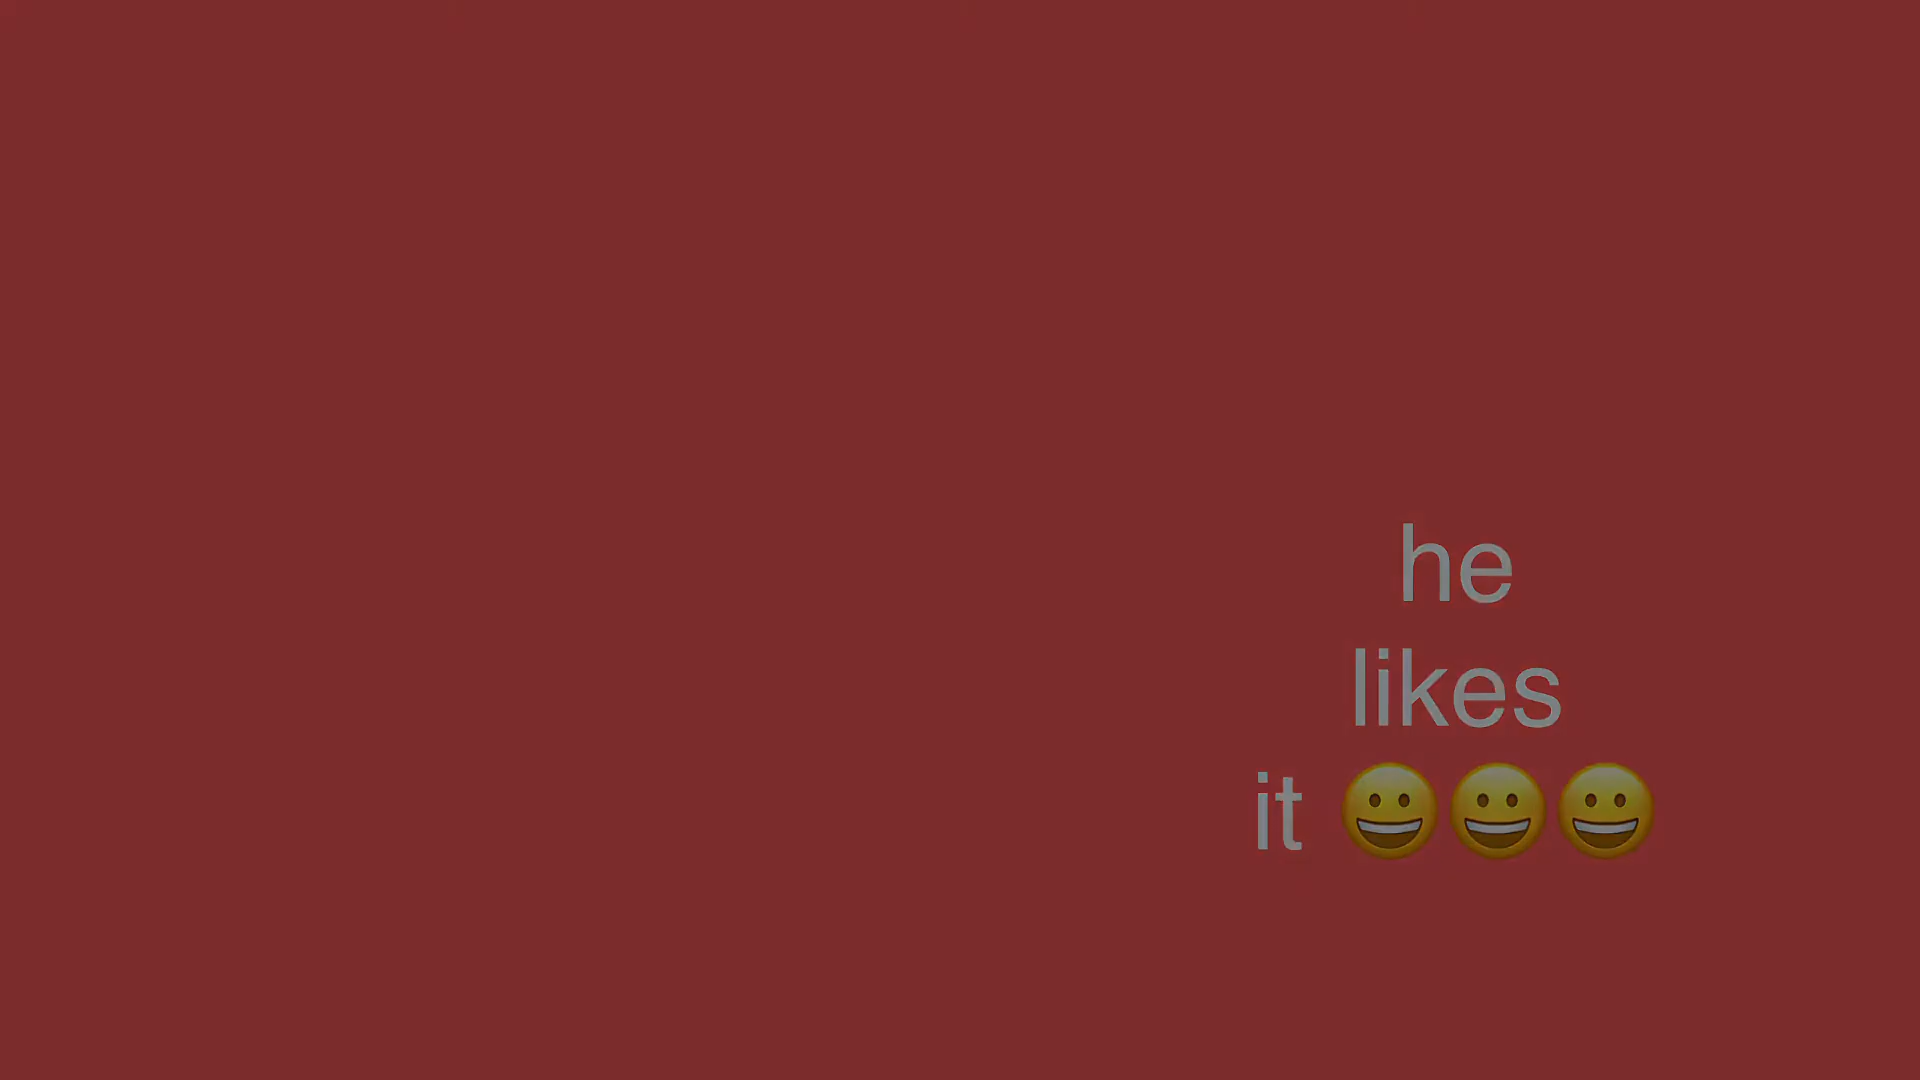 he
likes
it 😀😀😀